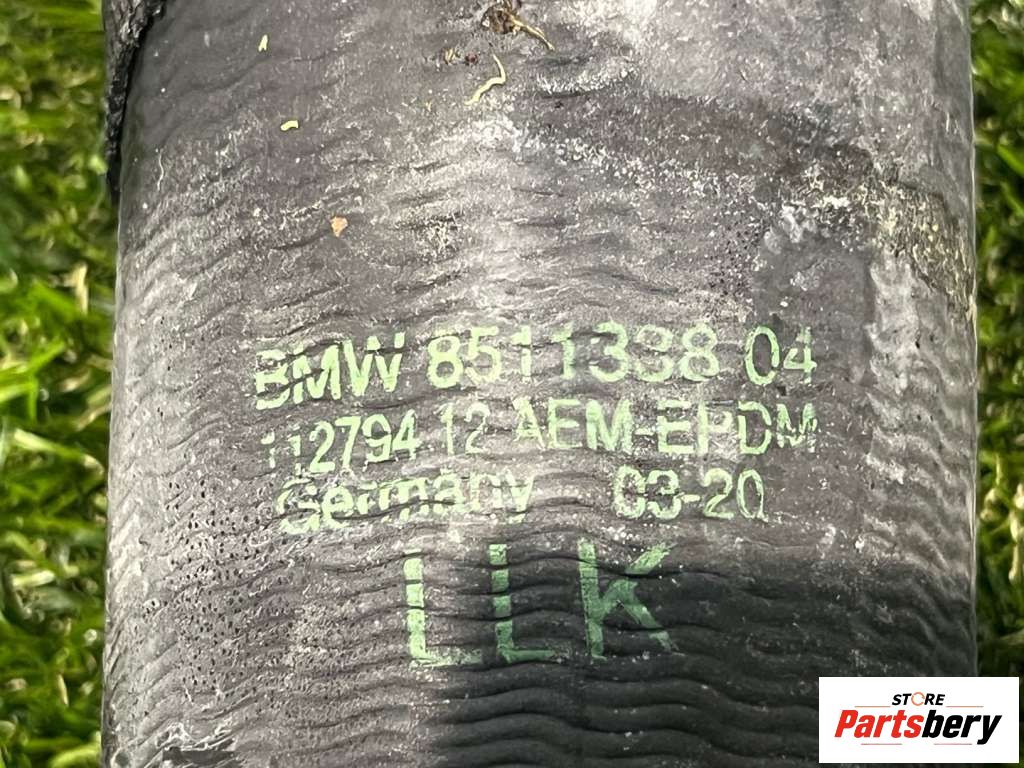 BMW 8511338 04
112794 12 AEM-EPDM
Germany 03-20
LLK
STORE
Partsbery